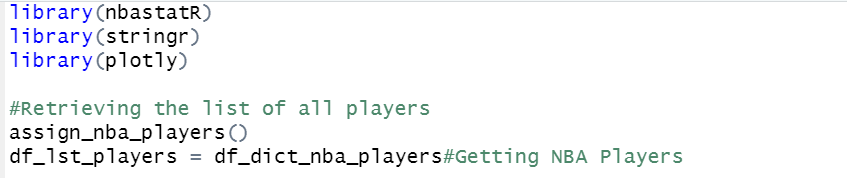 library(nbastatR)
library(stringr)
library(plotly)
#Retrieving the list of all players
assign_nba_players()
df_lst_players = df_dict_nba_players#Getting NBA Players